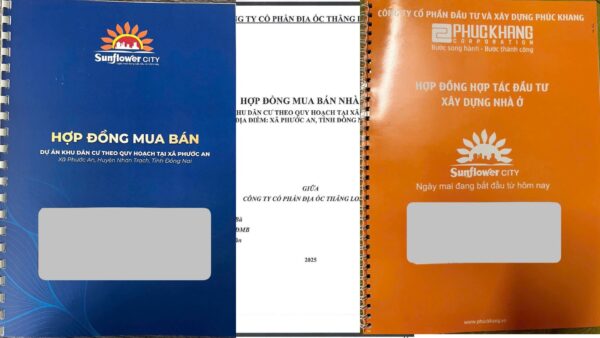 Sunflower CITY
HỢP ĐỒNG MUA BÁN
DỰ ÁN KHU DÂN CƯ THEO QUY HOẠCH TẠI XÃ PHƯỚC AN
Xã Phước An, Huyện Nhơn Trạch, Tỉnh Đồng Nai
TY CỔ PHẦN ĐỊA ỐC THĂNG
HỢP ĐỒNG MUA BÁN NHÀ
KHU DÂN CƯ THEO QUY HOẠCH TẠI XÃ
ĐỊA ĐIỂM: XÃ PHƯỚC AN, TỈNH ĐỒNG
GIỮA
CÔNG TY CỔ PHẦN ĐỊA ỐC THĂNG LO
Bà
ĐMB
2025
CÔNG TY CỔ PHẦN ĐẦU TƯ VÀ XÂY DỰNG PHÚC KHANG
PHUCKHANG
CORPORATION
Bước song hành - Bước thành công
HỢP ĐỒNG HỢP TÁC ĐẦU TƯ
XÂY DỰNG NHÀ Ở
Sunflower CITY
Ngày mai đang bắt đầu từ hôm nay
www.phuckhang.vn